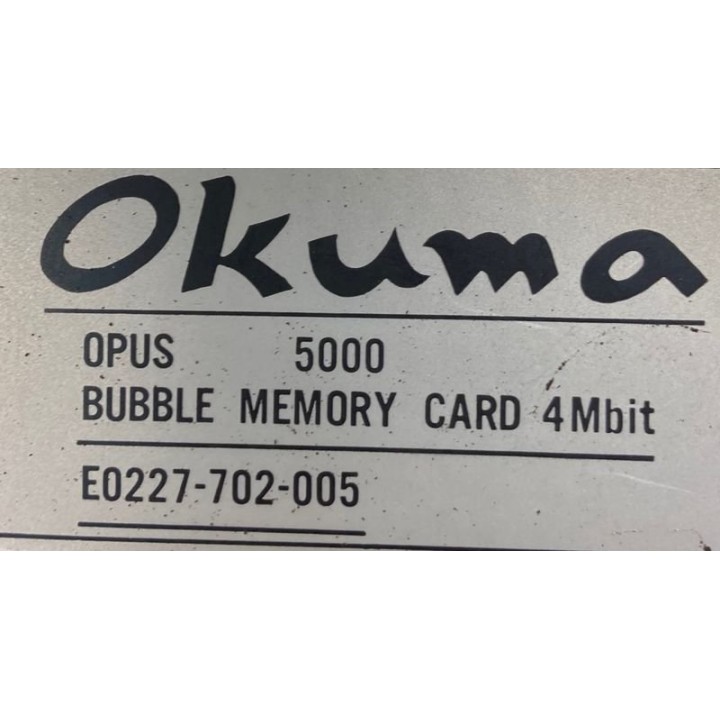 Okuma
OPUS 5000
BUBBLE MEMORY CARD 4Mbit
E0227-702-005